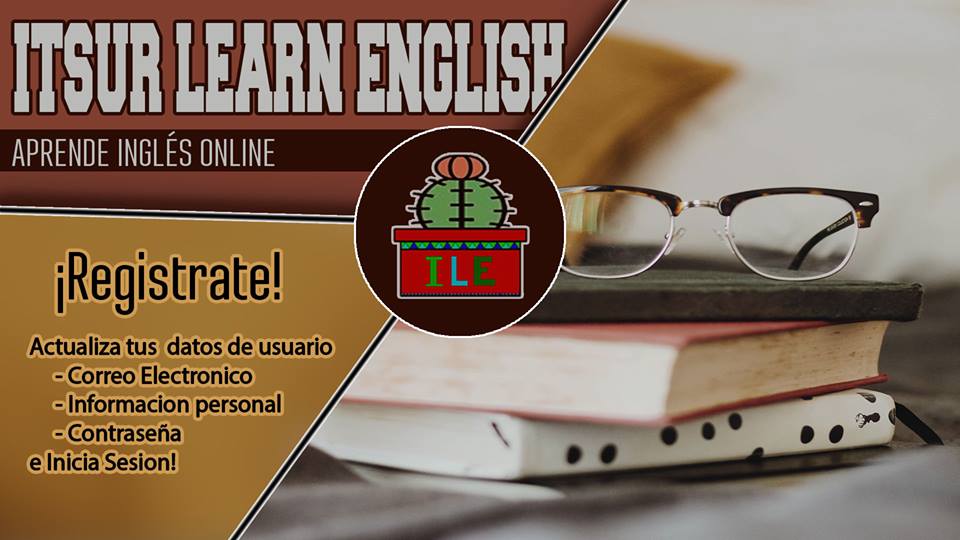 ITSUR LEARN ENGLISH
APRENDE INGLÉS ONLINE
ILE
¡Registrate!
Actualiza tus datos de usuario
- Correo Electronico
- Informacion personal
- Contraseña
e Inicia Sesion!